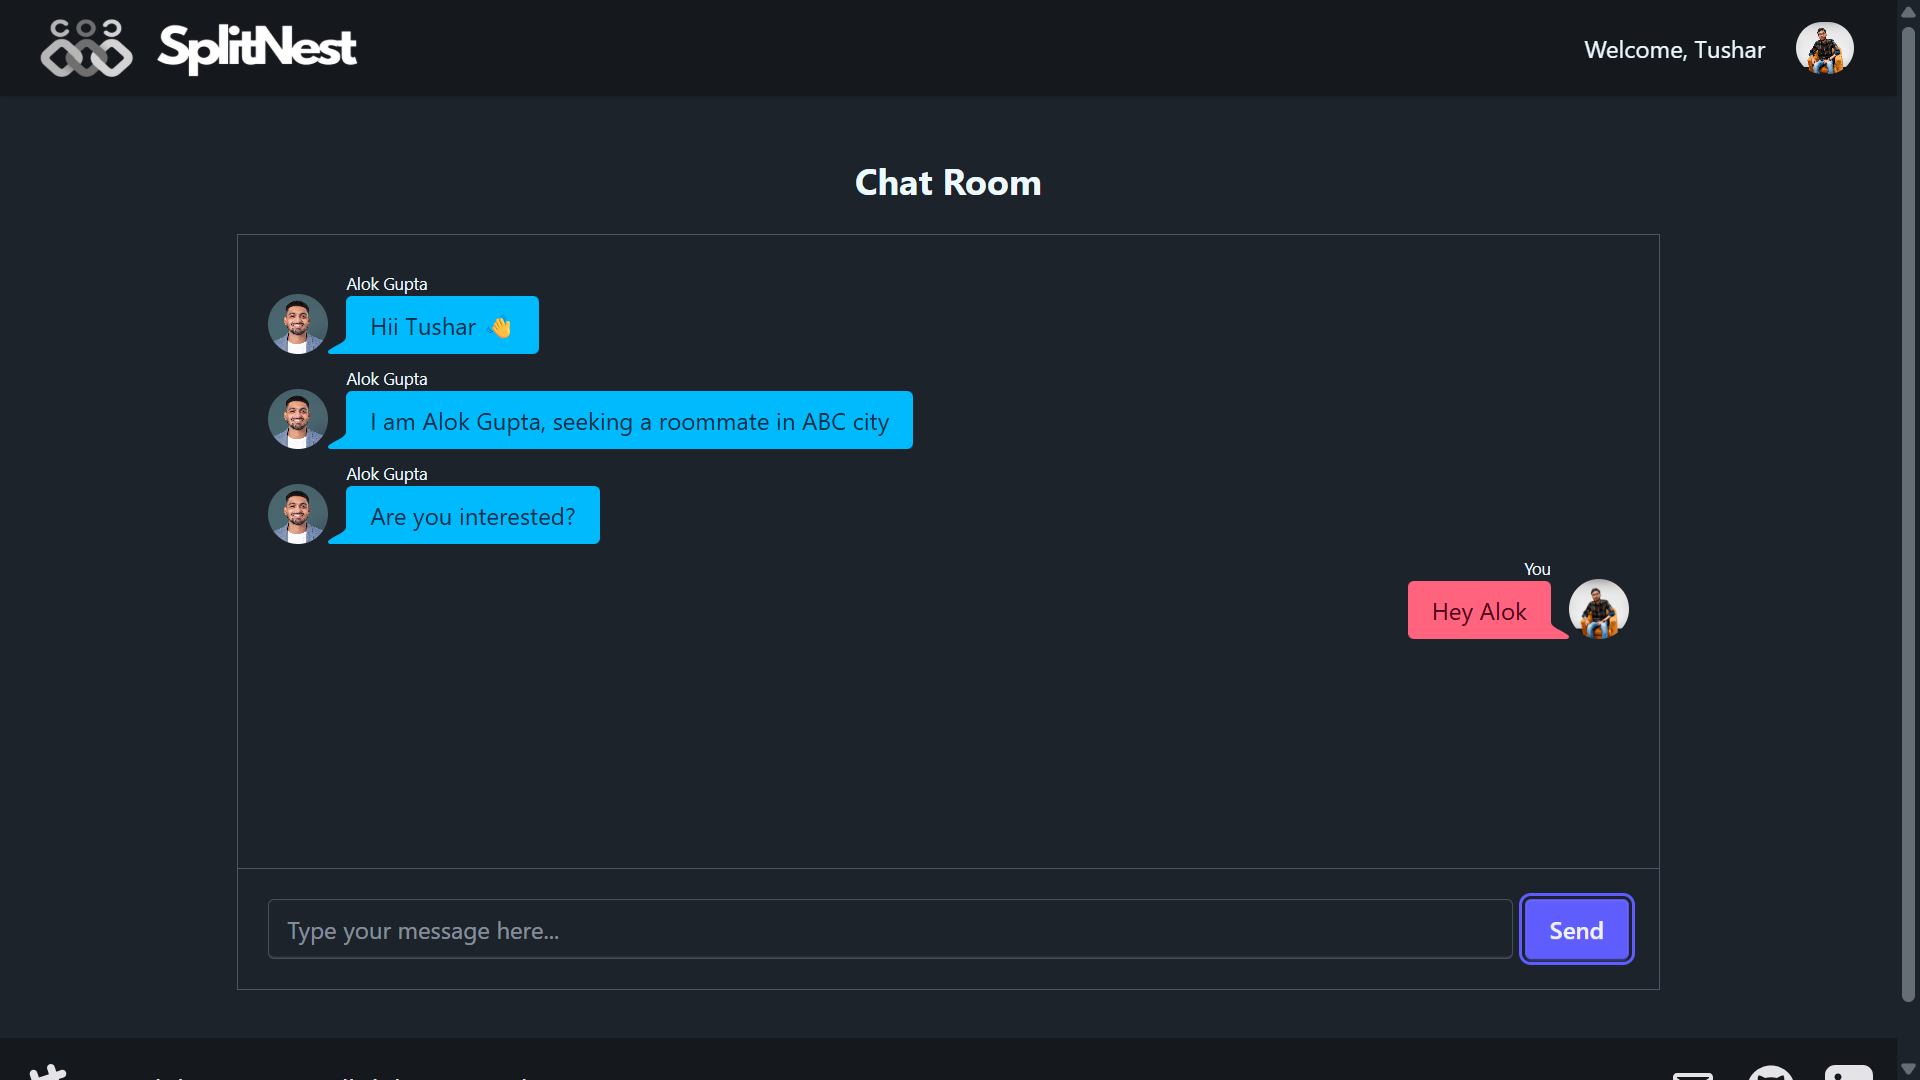 SplitNest
Welcome, Tushar
Chat Room
Alok Gupta
Hii Tushar 👋
Alok Gupta
I am Alok Gupta, seeking a roommate in ABC city
Alok Gupta
Are you interested?
You
Hey Alok
Type your message here...
Send